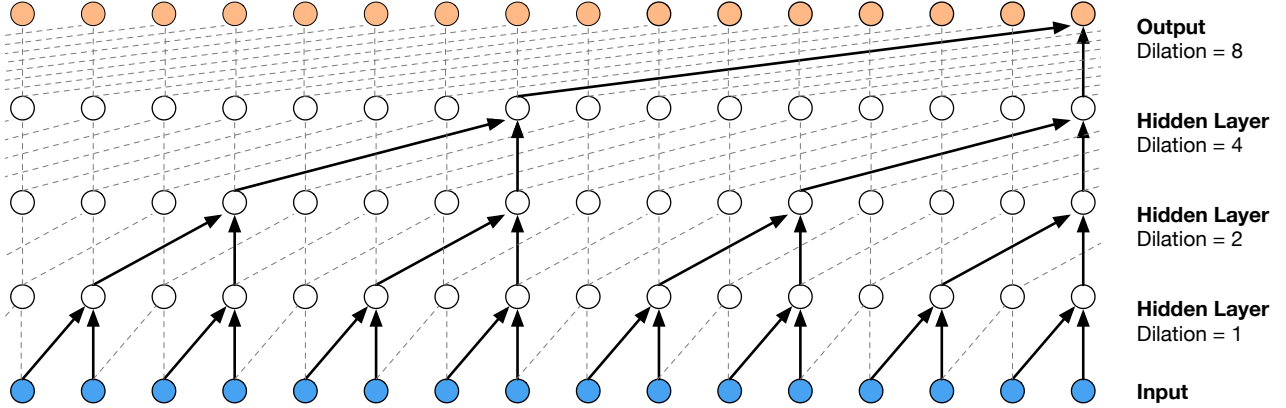 Output
Dilation = 8
Hidden Layer
Dilation = 4
Hidden Layer
Dilation = 2
Hidden Layer
Dilation = 1
Input